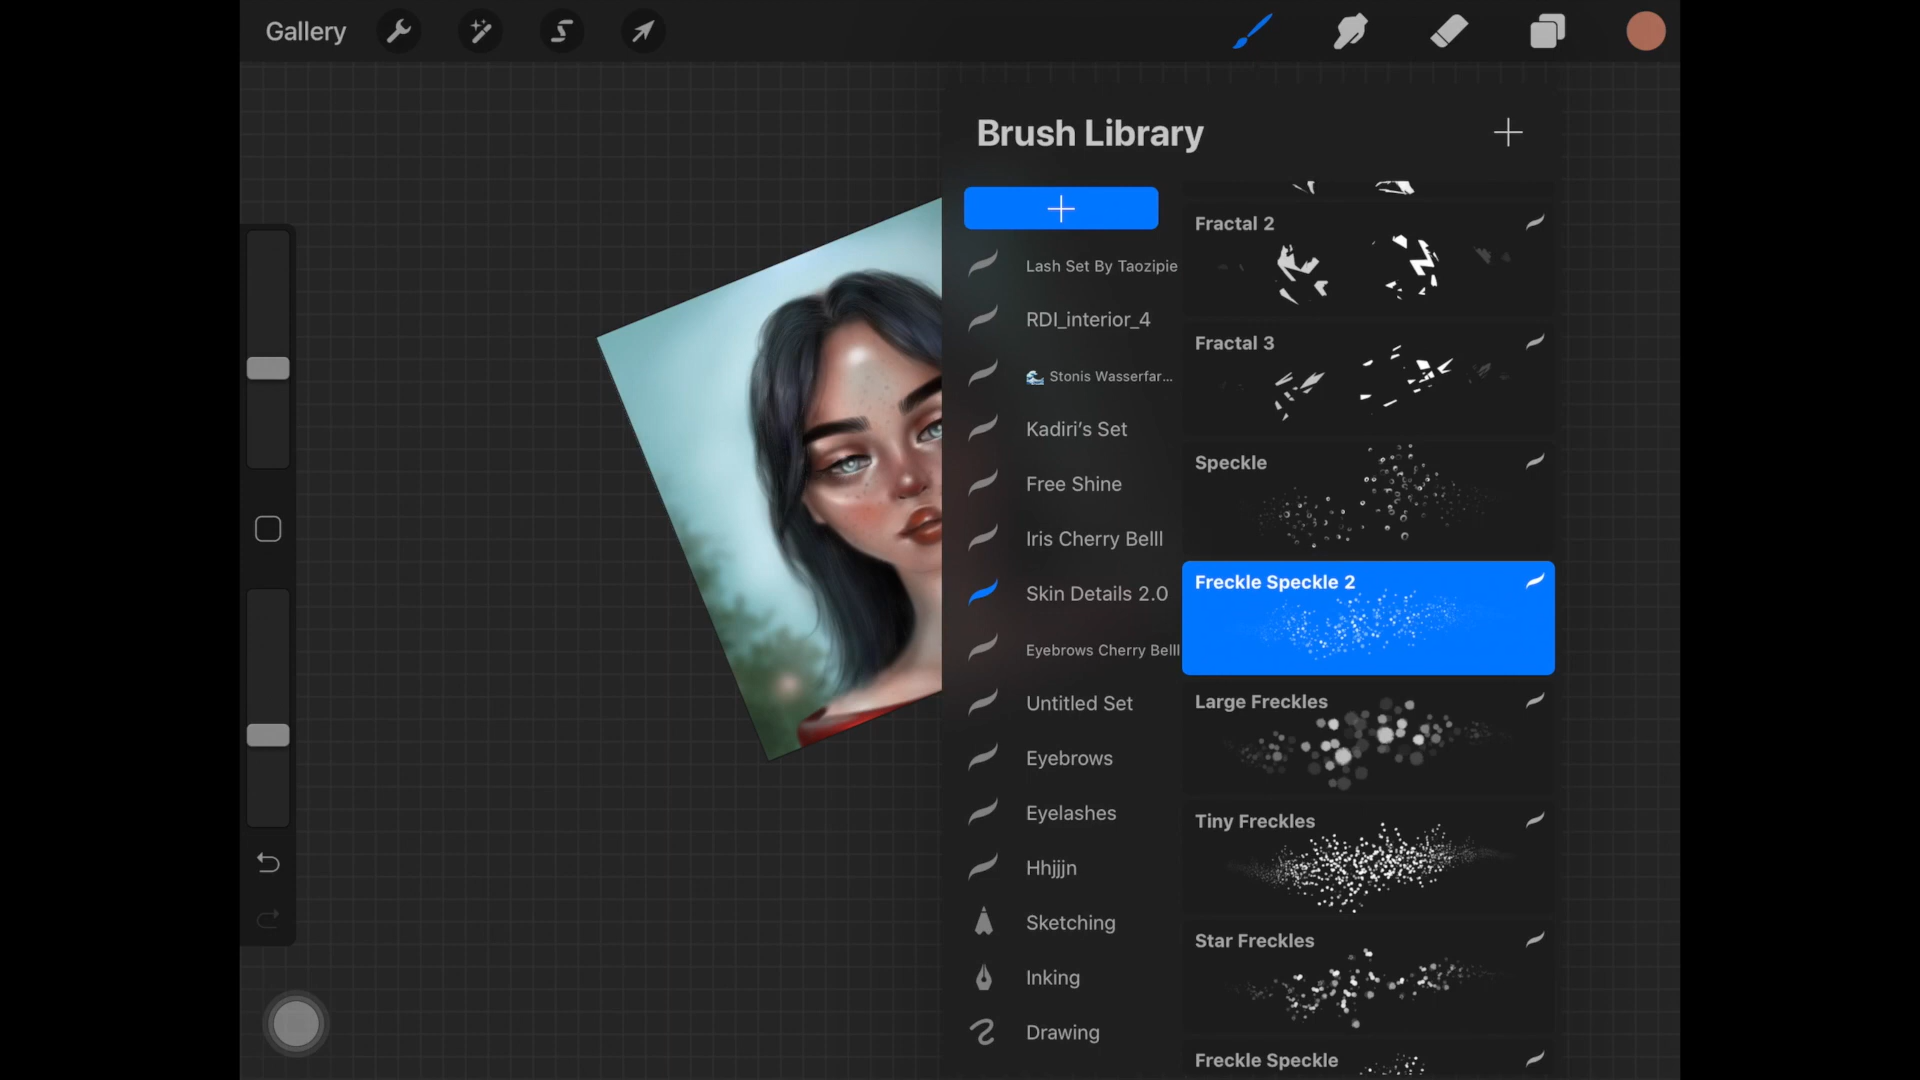 Gallery
Brush Library
Lash Set By Taozipie
RDI_interior_4
🌊 Stonis Wasserfar...
Kadiri's Set
Free Shine
Iris Cherry Belll
Skin Details 2.0
Eyebrows Cherry Belll
Untitled Set
Eyebrows
Eyelashes
Hhjjjn
Sketching
Inking
Drawing
Fractal 2
Fractal 3
Speckle
Freckle Speckle 2
Large Freckles
Tiny Freckles
Star Freckles
Freckle Speckle